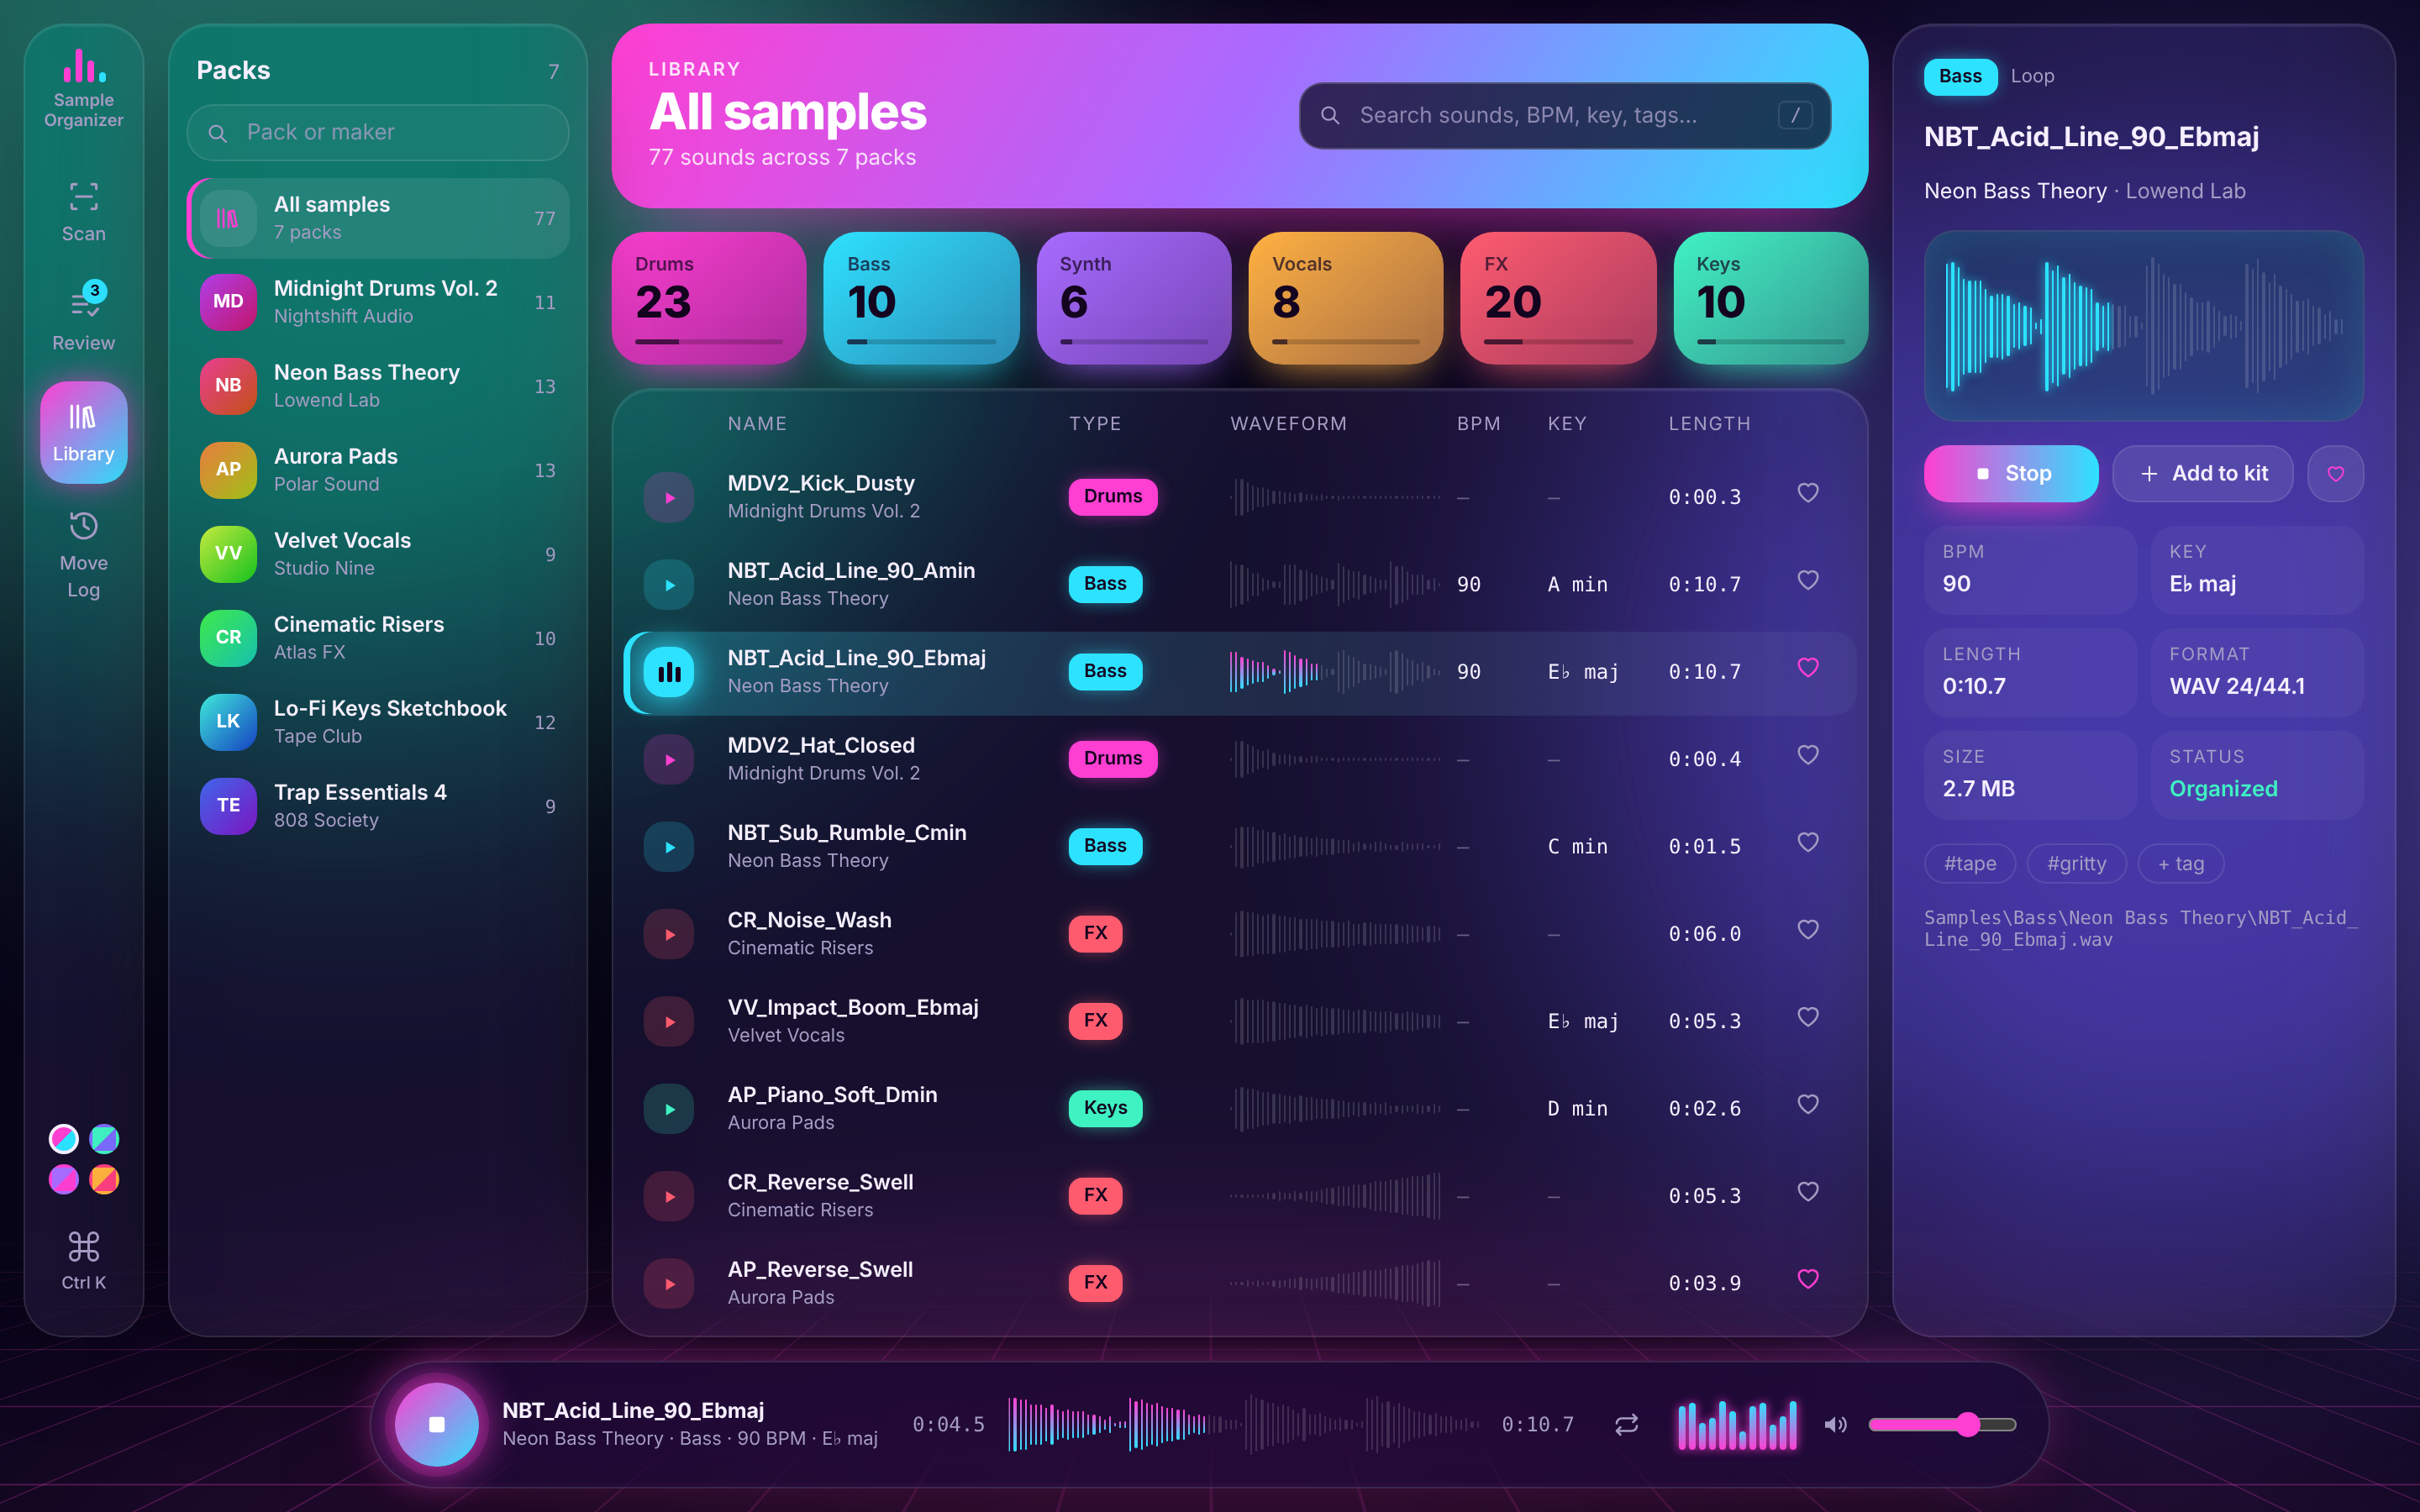 Sample
Organizer
Scan
3
Review
Library
Move
Log
Ctrl K
Packs 7
Pack or maker
All samples
7 packs
77
MD
Midnight Drums Vol. 2
Nightshift Audio
11
NB
Neon Bass Theory
Lowend Lab
13
AP
Aurora Pads
Polar Sound
13
VV
Velvet Vocals
Studio Nine
9
CR
Cinematic Risers
Atlas FX
10
LK
Lo-Fi Keys Sketchbook
Tape Club
12
TE
Trap Essentials 4
808 Society
9
LIBRARY
All samples
77 sounds across 7 packs
Search sounds, BPM, key, tags... /
Drums
23
Bass
10
Synth
6
Vocals
8
FX
20
Keys
10
NAME TYPE WAVEFORM BPM KEY LENGTH
MDV2_Kick_Dusty
Midnight Drums Vol. 2
Drums – – 0:00.3
NBT_Acid_Line_90_Amin
Neon Bass Theory
Bass 90 A min 0:10.7
NBT_Acid_Line_90_Ebmaj
Neon Bass Theory
Bass 90 E♭ maj 0:10.7
MDV2_Hat_Closed
Midnight Drums Vol. 2
Drums – – 0:00.4
NBT_Sub_Rumble_Cmin
Neon Bass Theory
Bass – C min 0:01.5
CR_Noise_Wash
Cinematic Risers
FX – – 0:06.0
VV_Impact_Boom_Ebmaj
Velvet Vocals
FX – E♭ maj 0:05.3
AP_Piano_Soft_Dmin
Aurora Pads
Keys – D min 0:02.6
CR_Reverse_Swell
Cinematic Risers
FX – – 0:05.3
AP_Reverse_Swell
Aurora Pads
FX – – 0:03.9
Bass Loop
NBT_Acid_Line_90_Ebmaj
Neon Bass Theory · Lowend Lab
Stop
Add to kit
BPM
90
KEY
E♭ maj
LENGTH
0:10.7
FORMAT
WAV 24/44.1
SIZE
2.7 MB
STATUS
Organized
#tape #gritty + tag
Samples\Bass\Neon Bass Theory\NBT_Acid_
Line_90_Ebmaj.wav
NBT_Acid_Line_90_Ebmaj
Neon Bass Theory · Bass · 90 BPM · E♭ maj
0:04.5
0:10.7